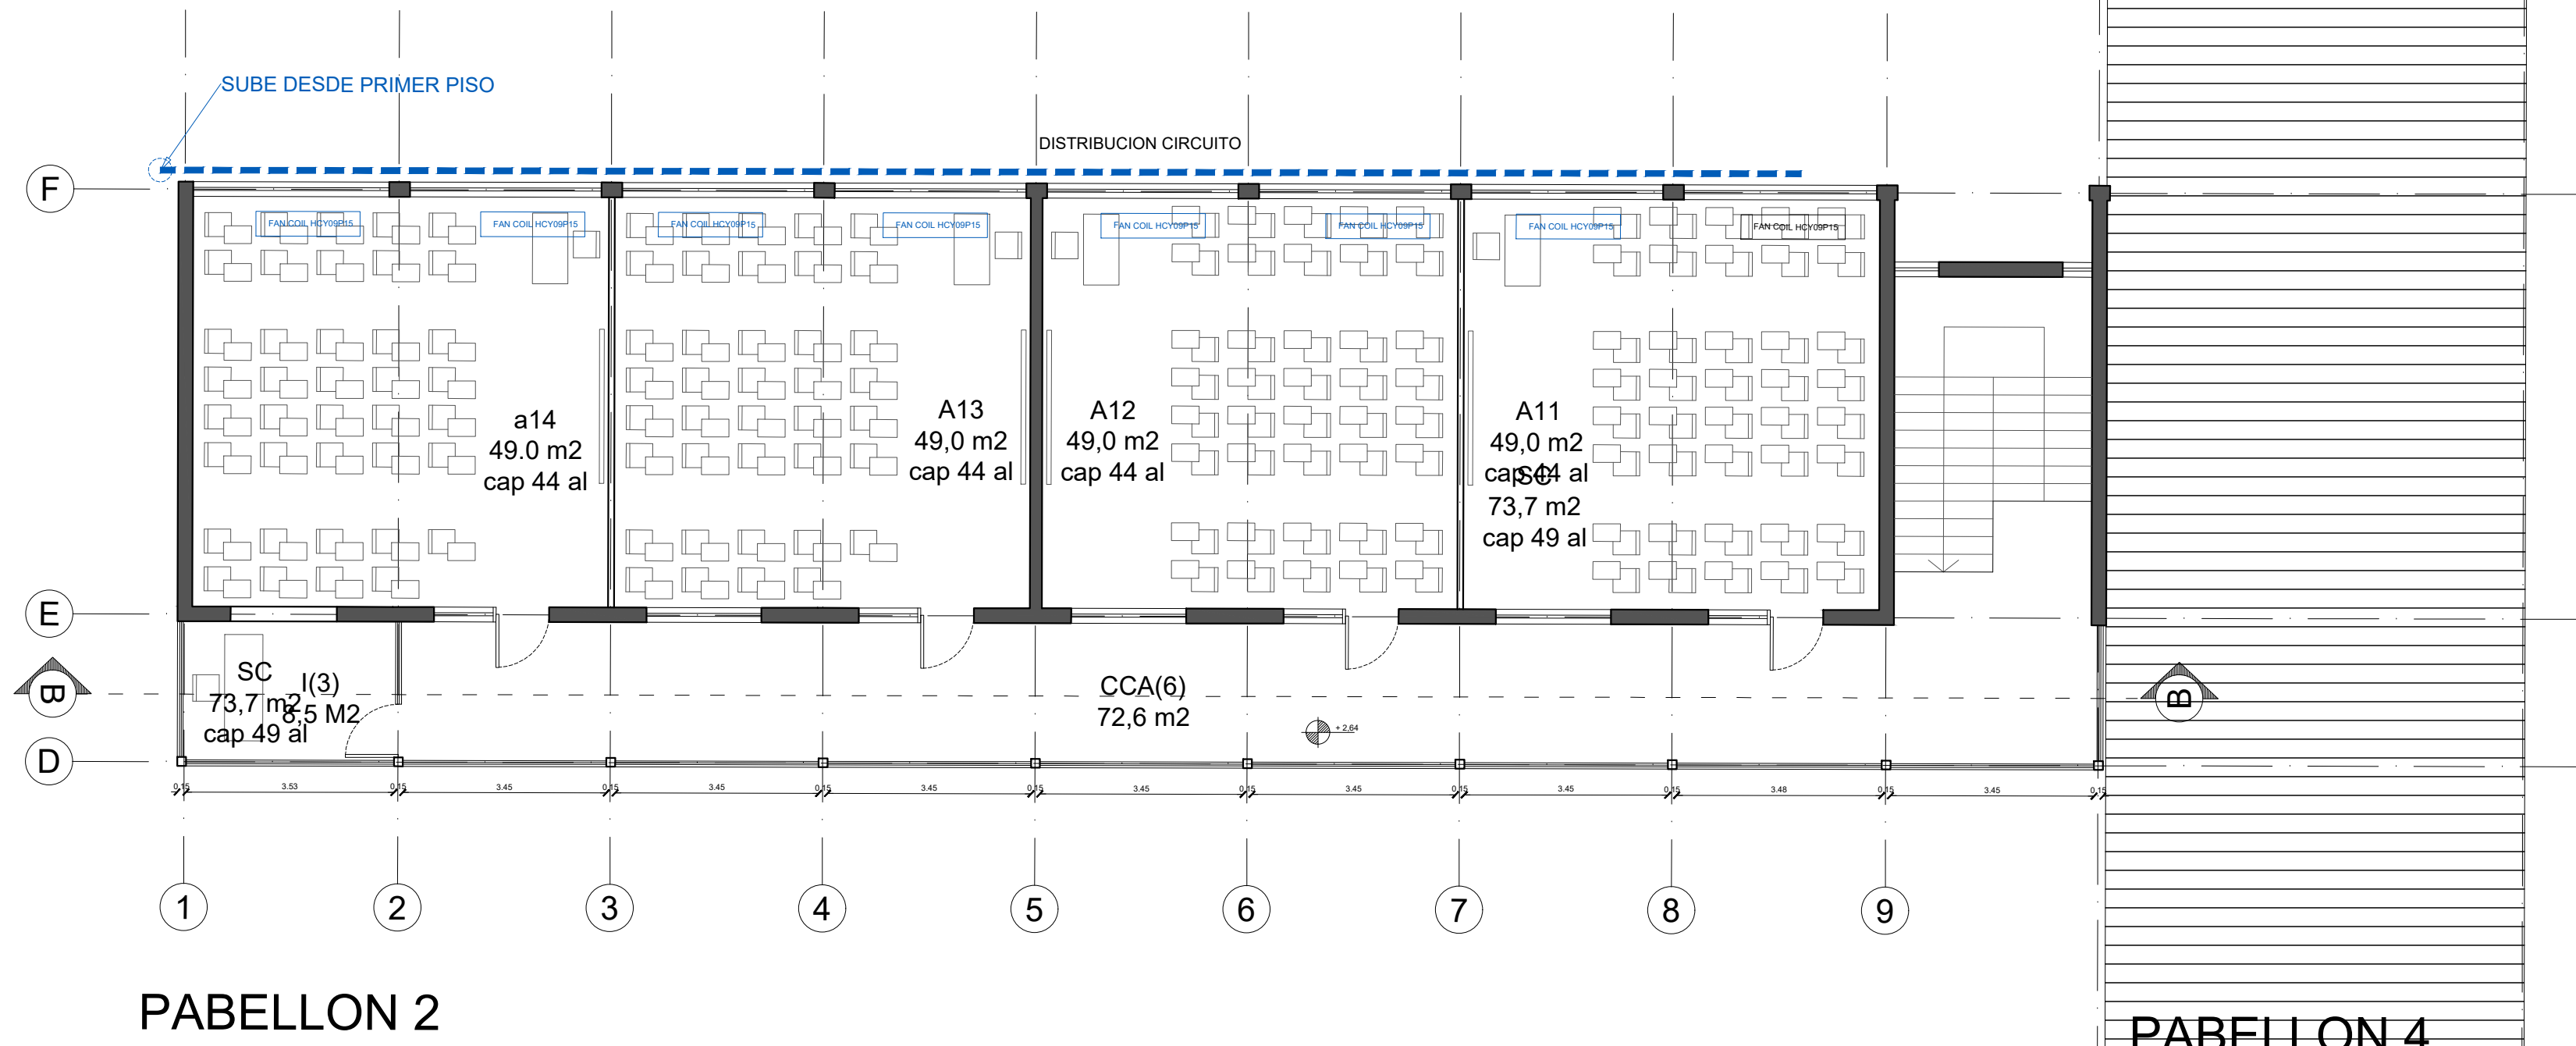 SUBE DESDE PRIMER PISO
DISTRIBUCION CIRCUITO
F
FAN COIL HCY09P15
FAN COIL HCY09P15
FAN COIL HCY09P15
FAN COIL HCY09P15
FAN COIL HCY09P15
FAN COIL HCY09P15
FAN COIL HCY09P15
FAN COIL HCY09P15
a14
49.0 m2
cap 44 al
A13
49,0 m2
cap 44 al
A12
49,0 m2
cap 44 al
A11
49,0 m2
cap 44 al
SC
73,7 m2
cap 49 al
E
B
SC
73,7 m2
cap 49 al
I(3)
8,5 M2
CCA(6)
72,6 m2
+ 2,64
B
D
0.15
3.53
0.15
3.45
0.15
3.45
0.15
3.45
0.15
3.45
0.15
3.45
0.15
3.45
0.15
3.48
0.15
3.45
0.15
1
2
3
4
5
6
7
8
9
PABELLON 2
PABELLON 4